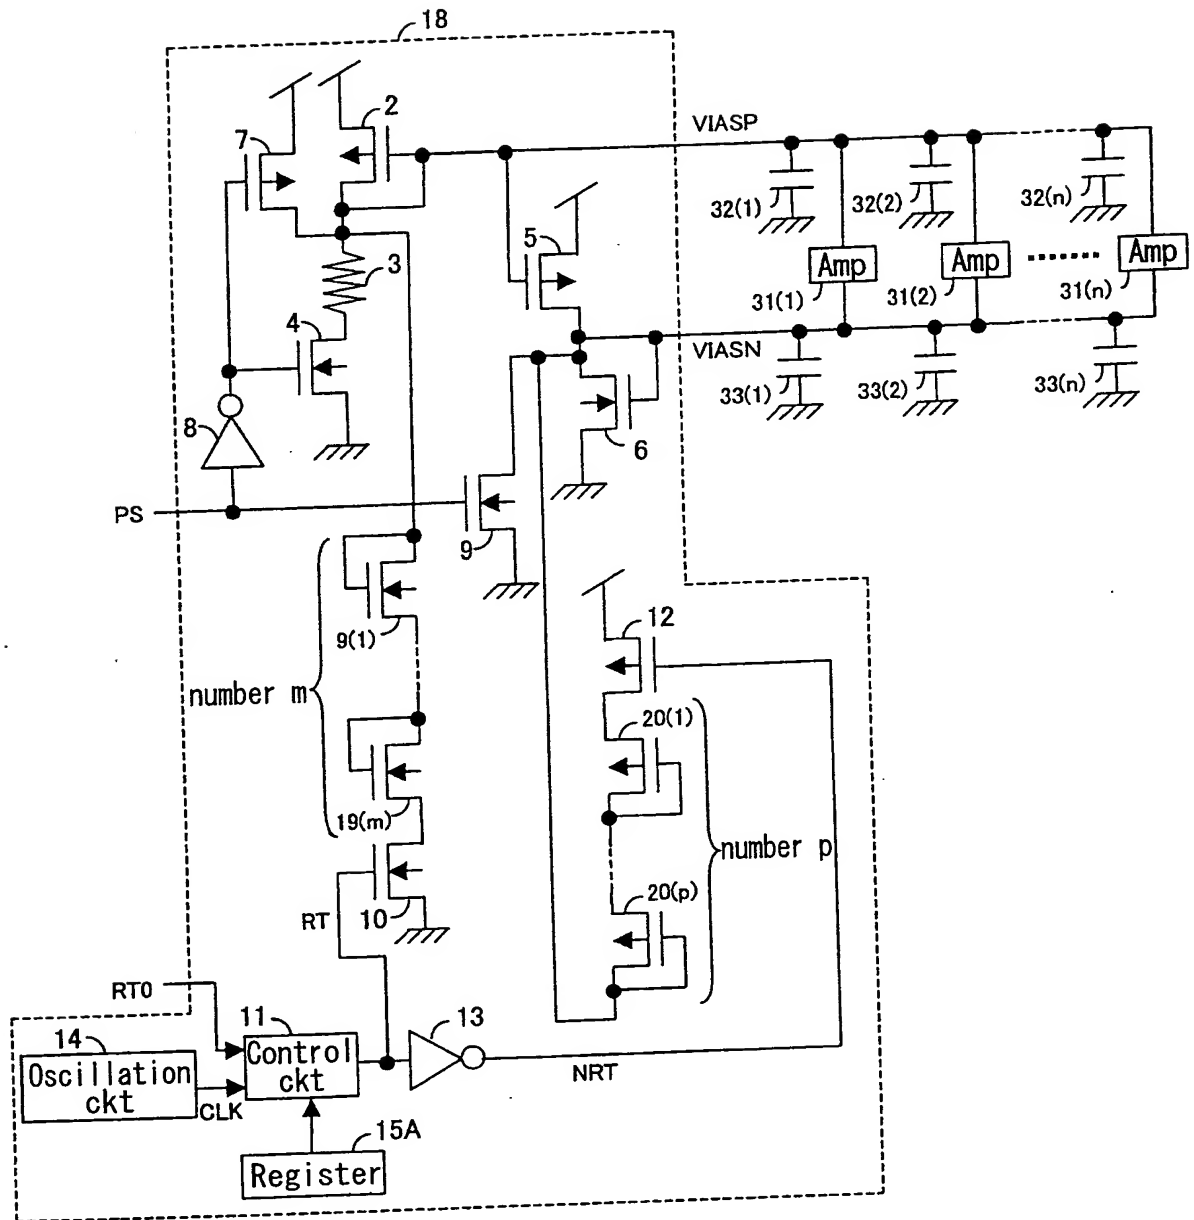 18
7
2
VIASP
32(1)
32(2)
32(n)
5
3
Amp
Amp
Amp
31(1)
31(2)
31(n)
4
VIASN
33(1)
33(2)
33(n)
8
6
PS
9
9(1)
12
number m
20(1)
19(m)
number p
20(p)
RT
10
RT0
14
11
13
Oscillation
ckt
Control
ckt
NRT
CLK
15A
Register